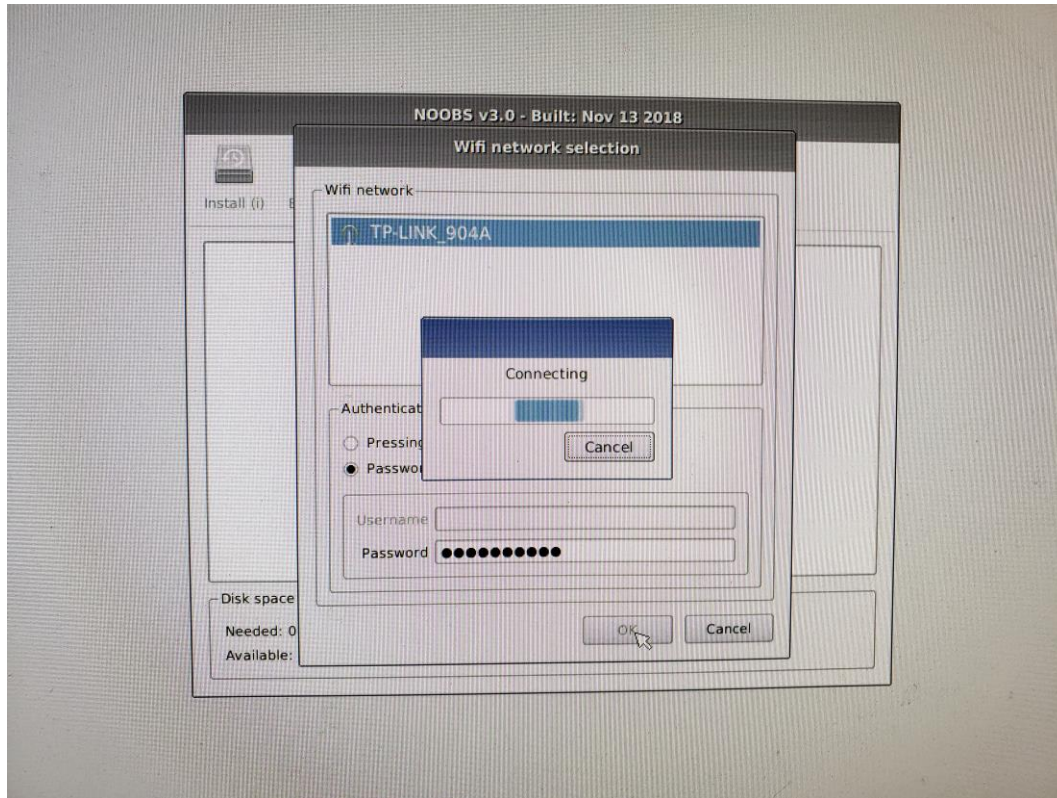 NOOBS v3.0 - Built: Nov 13 2018
Wifi network selection
Install (i)
Wifi network
TP-LINK_904A
Connecting
Cancel
Authenticat
Pressing
Passwor
Username
Password
Disk space
Needed: 0
Available:
OK
Cancel